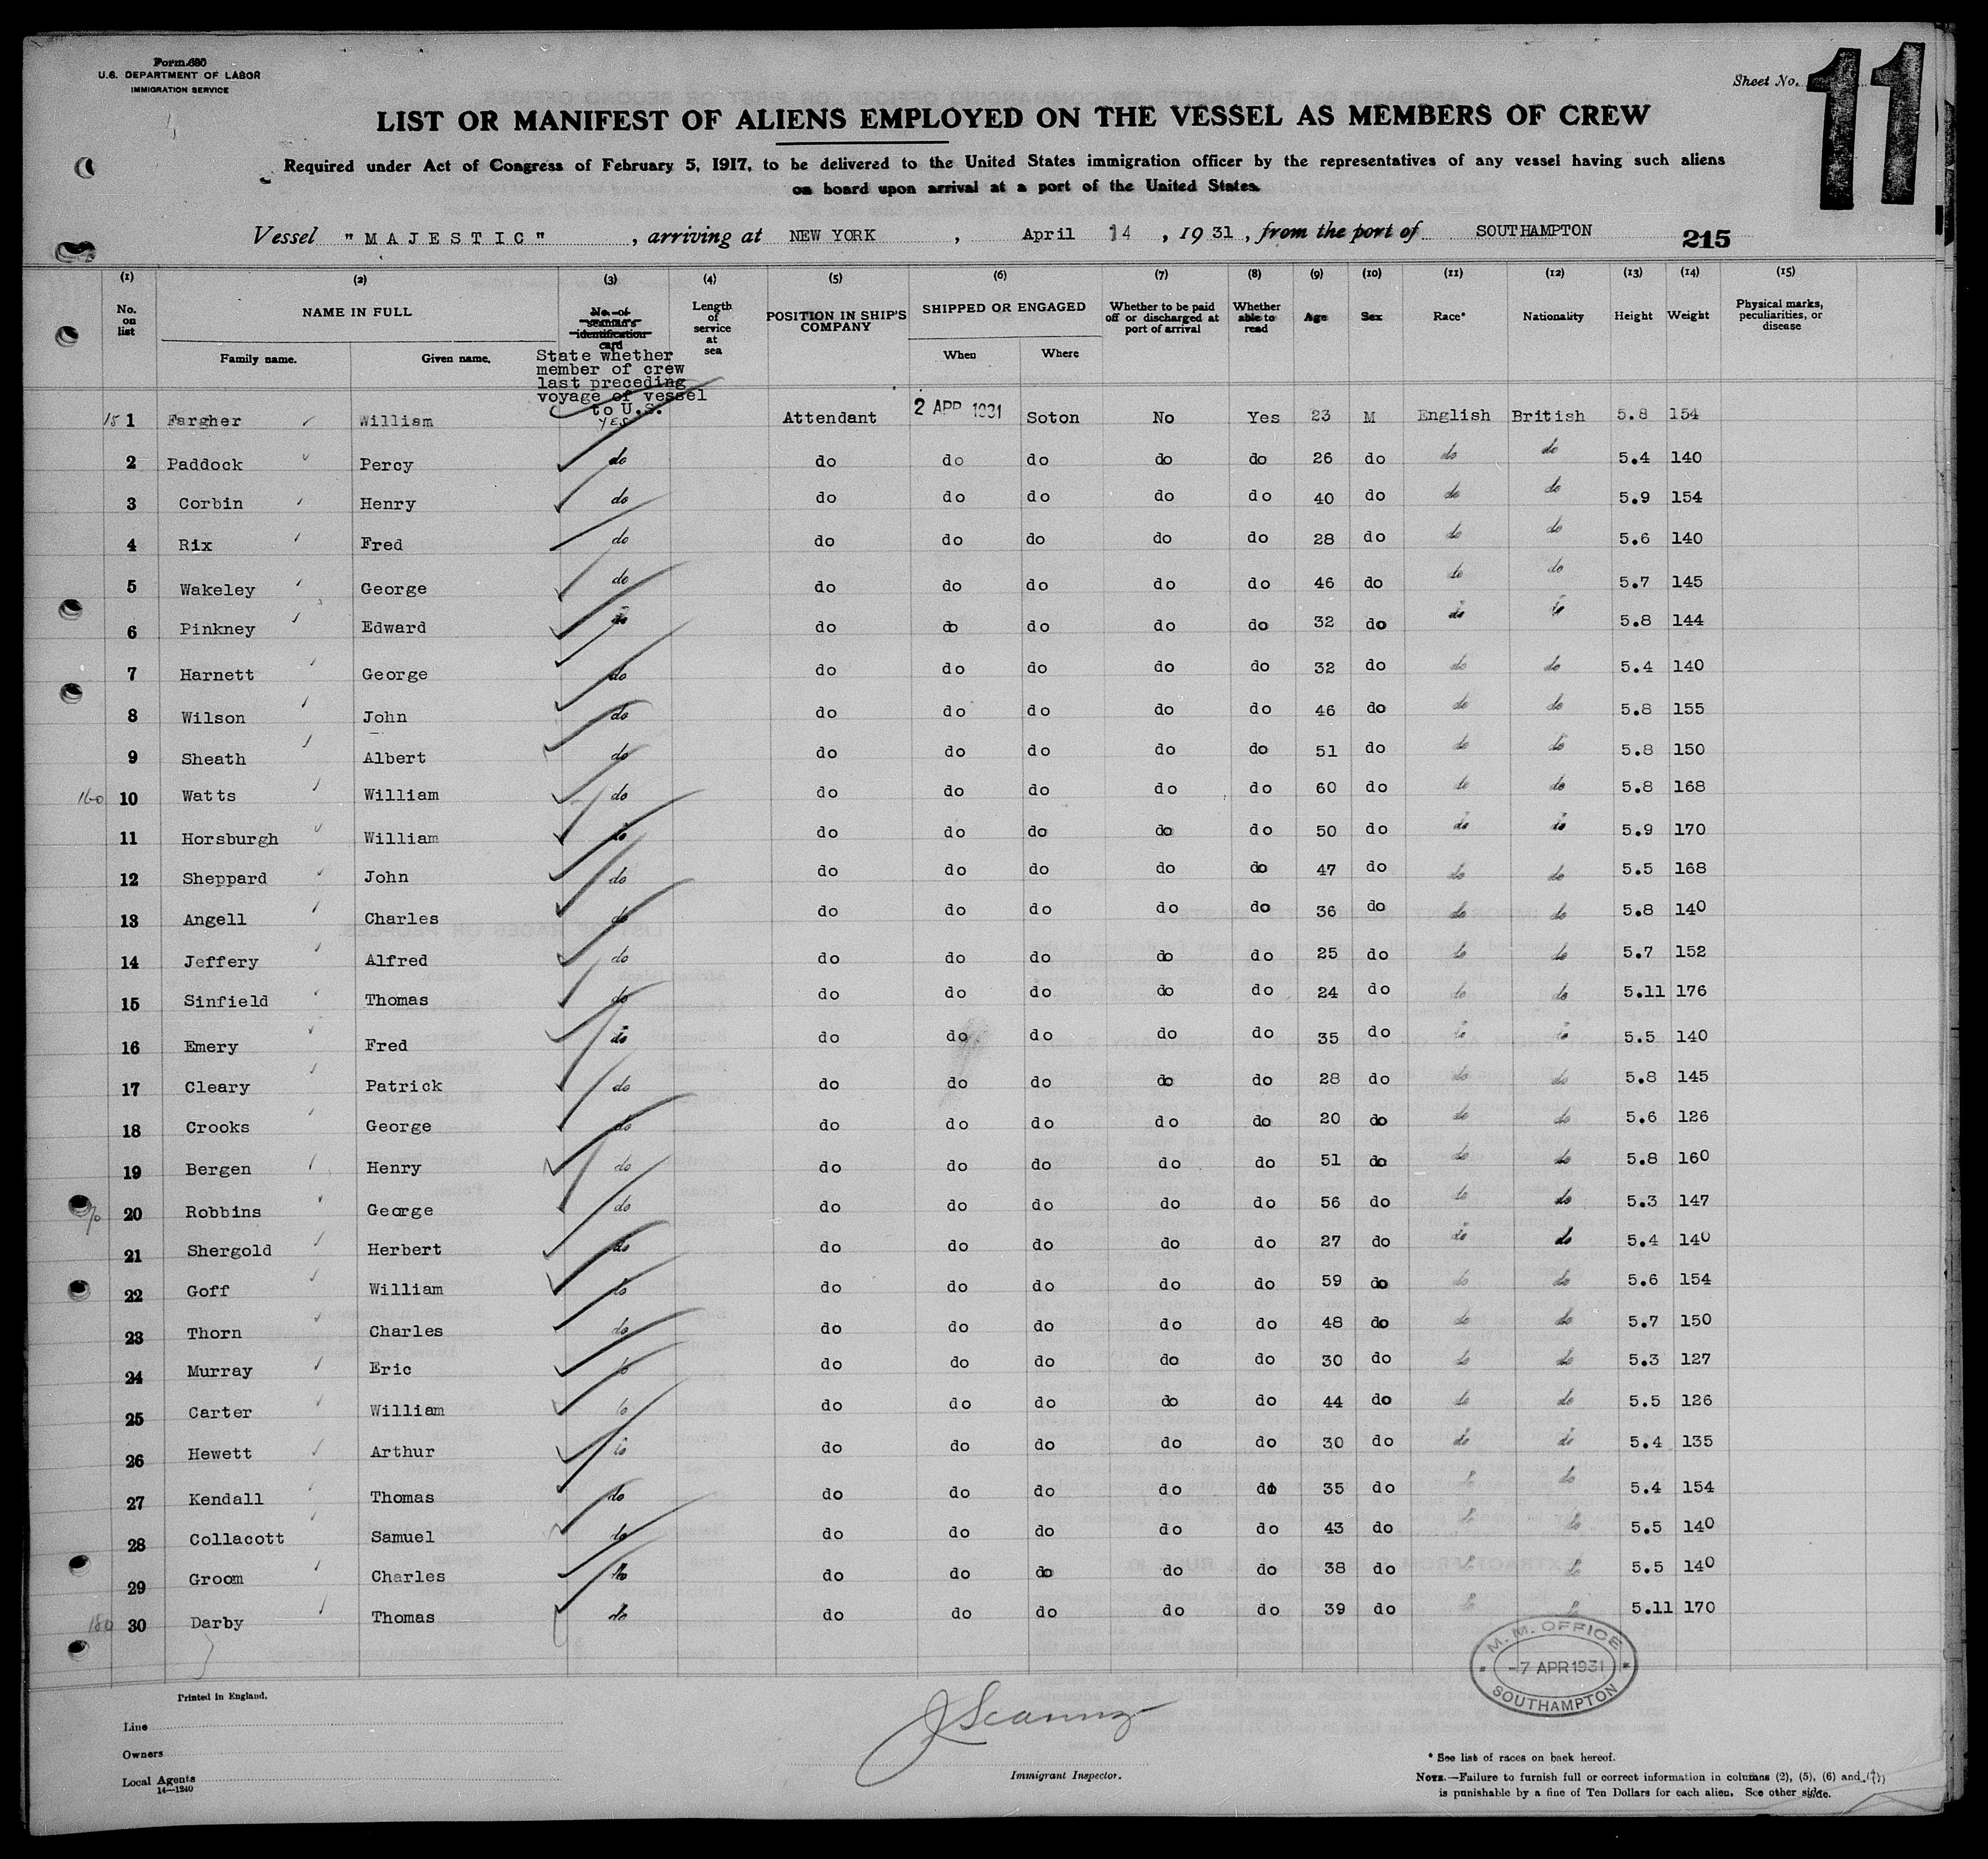 Form 680
U.S. DEPARTMENT OF LABOR
IMMIGRATION SERVICE
Sheet No. 11
LIST OR MANIFEST OF ALIENS EMPLOYED ON THE VESSEL AS MEMBERS OF CREW
Required under Act of Congress of February 5, 1917, to be delivered to the United States immigration officer by the representatives of any vessel having such aliens
on board upon arrival at a port of the United States.
Vessel "MAJESTIC", arriving at NEW YORK, April 14, 1931, from the port of SOUTHAMPTON 215
(1) (2) (3) (4) (5) (6) (7) (8) (9) (10) (11) (12) (13) (14) (15)
No. on list NAME IN FULL Family name. Given name. No. of seaman's identification card State whether member of crew last preceding voyage of vessel to U.S. Length of service at sea POSITION IN SHIP'S COMPANY SHIPPED OR ENGAGED When Where Whether to be paid off or discharged at port of arrival Whether able to read Age Sex Race* Nationality Height Weight Physical marks, peculiarities, or disease
15 1 Fargher William YES Attendant 2 APR 1931 Soton No Yes 23 M English British 5.8 154
2 Paddock Percy do do do do do do 26 do do do 5.4 140
3 Corbin Henry do do do do do do 40 do do do 5.9 154
4 Rix Fred do do do do do do 28 do do do 5.6 140
5 Wakeley George do do do do do do 46 do do do 5.7 145
6 Pinkney Edward do do do do do do 32 do do do 5.8 144
7 Harnett George do do do do do do 32 do do do 5.4 140
8 Wilson John do do do do do do 46 do do do 5.8 155
9 Sheath Albert do do do do do do 51 do do do 5.8 150
160 10 Watts William do do do do do do 60 do do do 5.8 168
11 Horsburgh William do do do do do do 50 do do do 5.9 170
12 Sheppard John do do do do do do 47 do do do 5.5 168
13 Angell Charles do do do do do do 36 do do do 5.8 140
14 Jeffery Alfred do do do do do do 25 do do do 5.7 152
15 Sinfield Thomas do do do do do do 24 do do do 5.11 176
16 Emery Fred do do do do do do 35 do do do 5.5 140
17 Cleary Patrick do do do do do do 28 do do do 5.8 145
18 Crooks George do do do do do do 20 do do do 5.6 126
19 Bergen Henry do do do do do do 51 do do do 5.8 160
20 Robbins George do do do do do do 56 do do do 5.3 147
21 Shergold Herbert do do do do do do 27 do do do 5.4 140
22 Goff William do do do do do do 59 do do do 5.6 154
23 Thorn Charles do do do do do do 48 do do do 5.7 150
24 Murray Eric do do do do do do 30 do do do 5.3 127
25 Carter William do do do do do do 44 do do do 5.5 126
26 Hewett Arthur do do do do do do 30 do do do 5.4 135
27 Kendall Thomas do do do do do do 35 do do do 5.4 154
28 Collacott Samuel do do do do do do 43 do do do 5.5 140
29 Groom Charles do do do do do do 38 do do do 5.5 140
180 30 Darby Thomas do do do do do do 39 do do do 5.11 170
M.M. OFFICE
-7 APR 1931
SOUTHAMPTON
Printed in England.
Line
Owners
Local Agents
14—1240
Immigrant Inspector.
* See list of races on back hereof.
NOTE.—Failure to furnish full or correct information in columns (2), (5), (6) and (7)
is punishable by a fine of Ten Dollars for each alien. See other side.